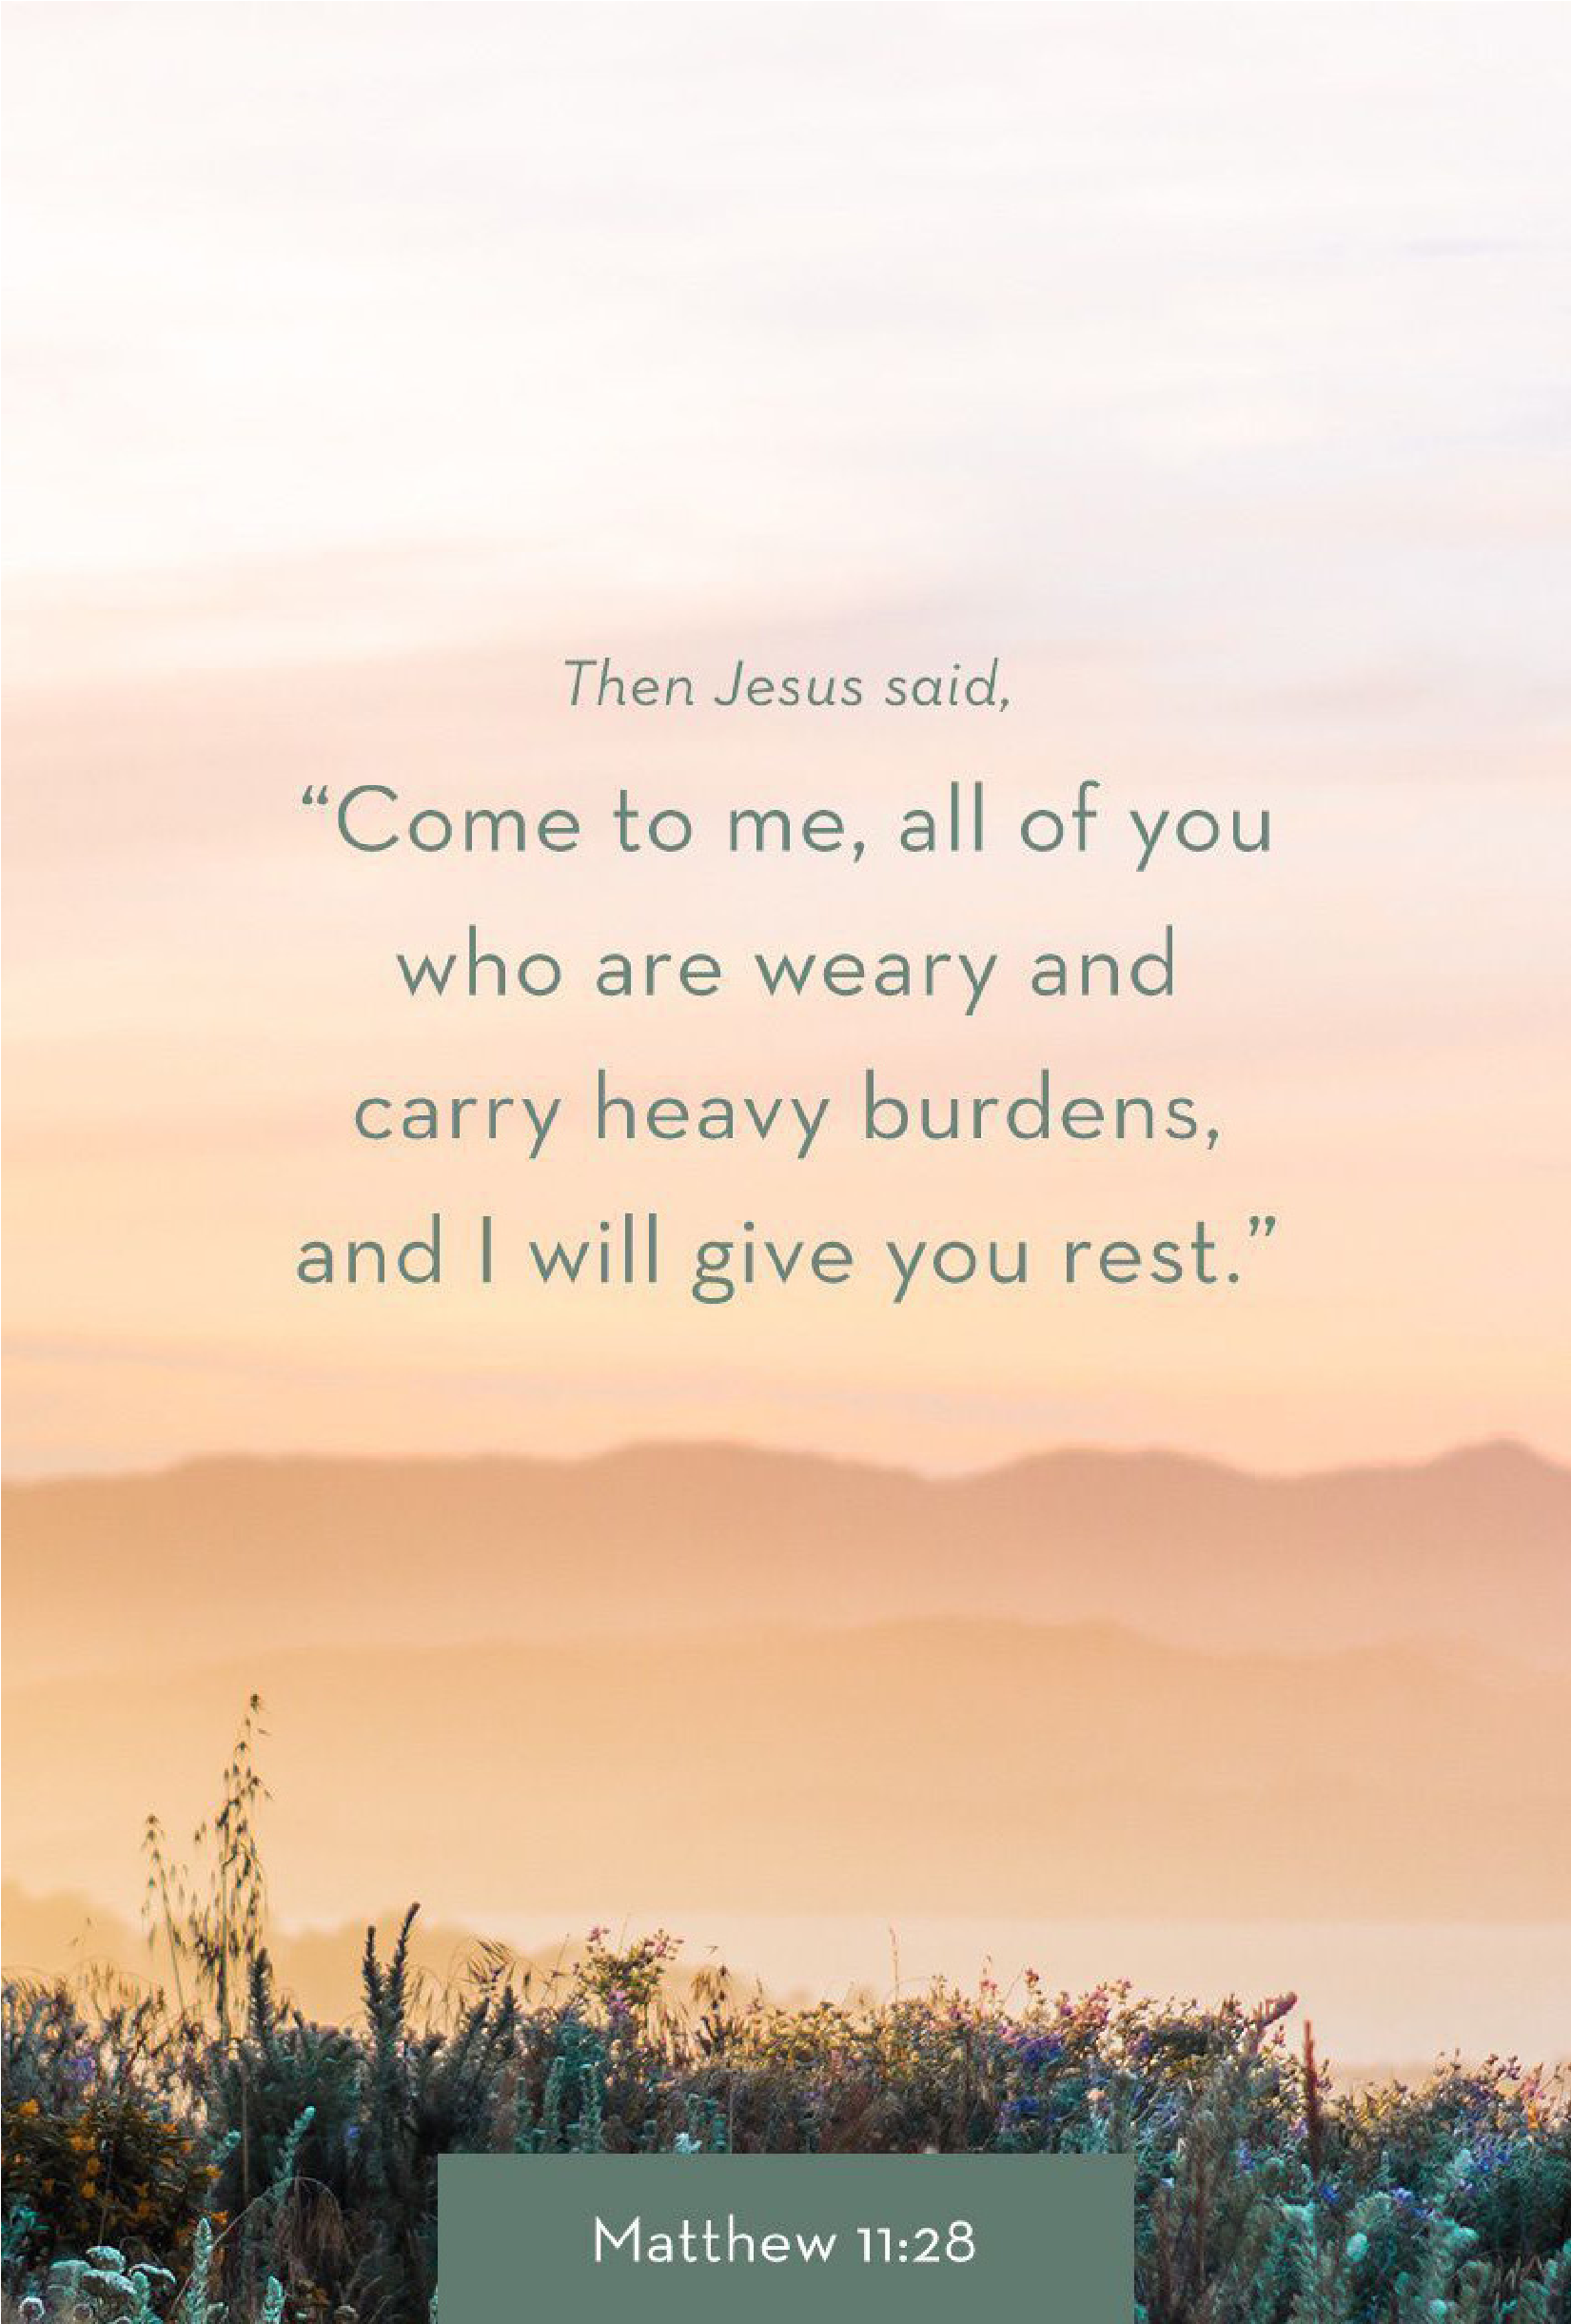 Then Jesus said,
“Come to me, all of you
who are weary and
carry heavy burdens,
and I will give you rest.”
Matthew 11:28